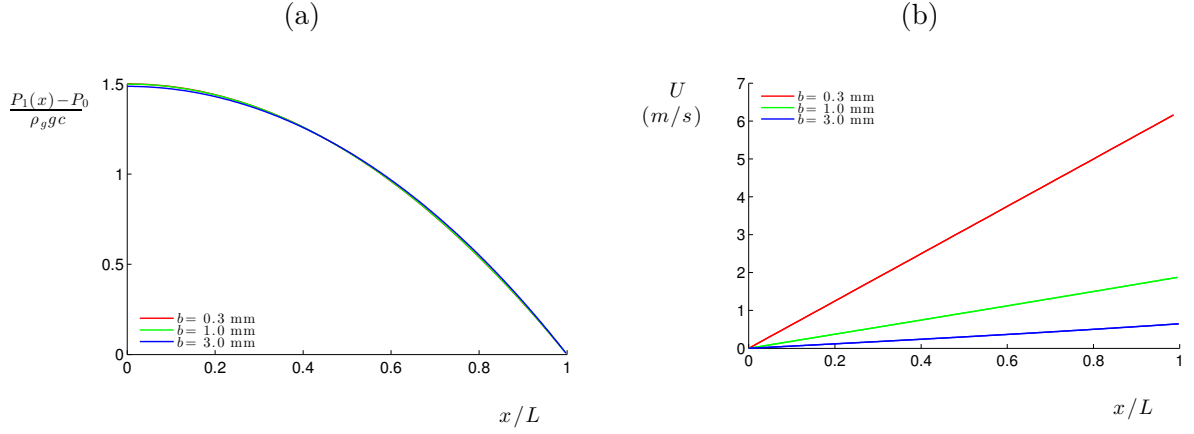 (a)
P₁(x)−P₀
ρ_g gc
1.5
1
0.5
0
b= 0.3 mm
b= 1.0 mm
b= 3.0 mm
0 0.2 0.4 0.6 0.8 1
x/L
(b)
U
(m/s)
7
6
5
4
3
2
1
0
b= 0.3 mm
b= 1.0 mm
b= 3.0 mm
0 0.2 0.4 0.6 0.8 1
x/L